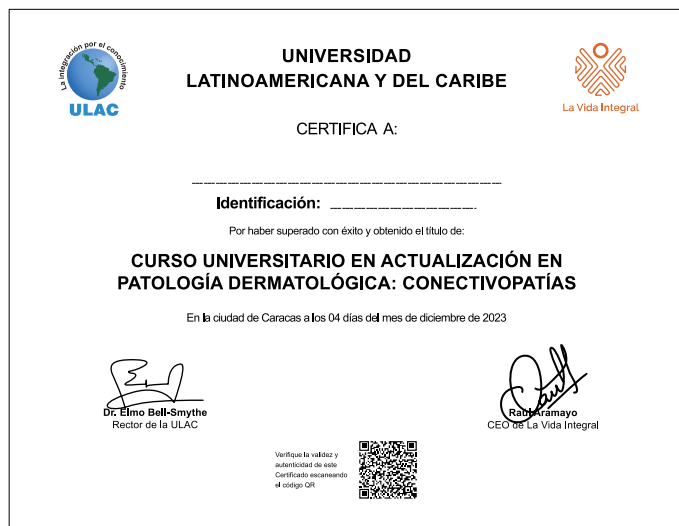 La integración por el conocimiento
ULAC
UNIVERSIDAD
LATINOAMERICANA Y DEL CARIBE
La Vida Integral
CERTIFICA A:
Identificación:
Por haber superado con éxito y obtenido el título de:
CURSO UNIVERSITARIO EN ACTUALIZACIÓN EN
PATOLOGÍA DERMATOLÓGICA: CONECTIVOPATÍAS
En la ciudad de Caracas a los 04 días del mes de diciembre de 2023
Dr. Elmo Bell-Smythe
Rector de la ULAC
Raúl Aramayo
CEO de La Vida Integral
Verifique la validez y
autenticidad de este
Certificado escaneando
el código QR